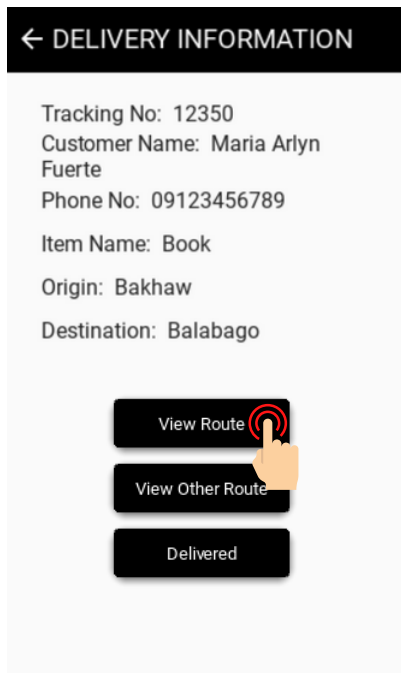 ← DELIVERY INFORMATION
Tracking No: 12350
Customer Name: Maria Arlyn
Fuerte
Phone No: 09123456789
Item Name: Book
Origin: Bakhaw
Destination: Balabago
View Route
View Other Route
Delivered